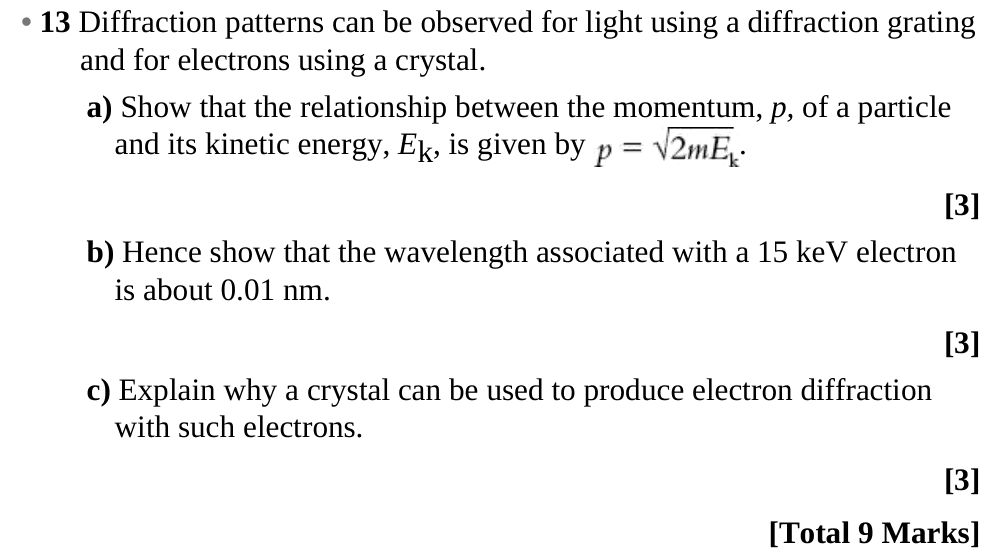 • 13 Diffraction patterns can be observed for light using a diffraction grating
and for electrons using a crystal.
a) Show that the relationship between the momentum, p, of a particle
and its kinetic energy, Ek, is given by p = √2mEk.
[3]
b) Hence show that the wavelength associated with a 15 keV electron
is about 0.01 nm.
[3]
c) Explain why a crystal can be used to produce electron diffraction
with such electrons.
[3]
[Total 9 Marks]